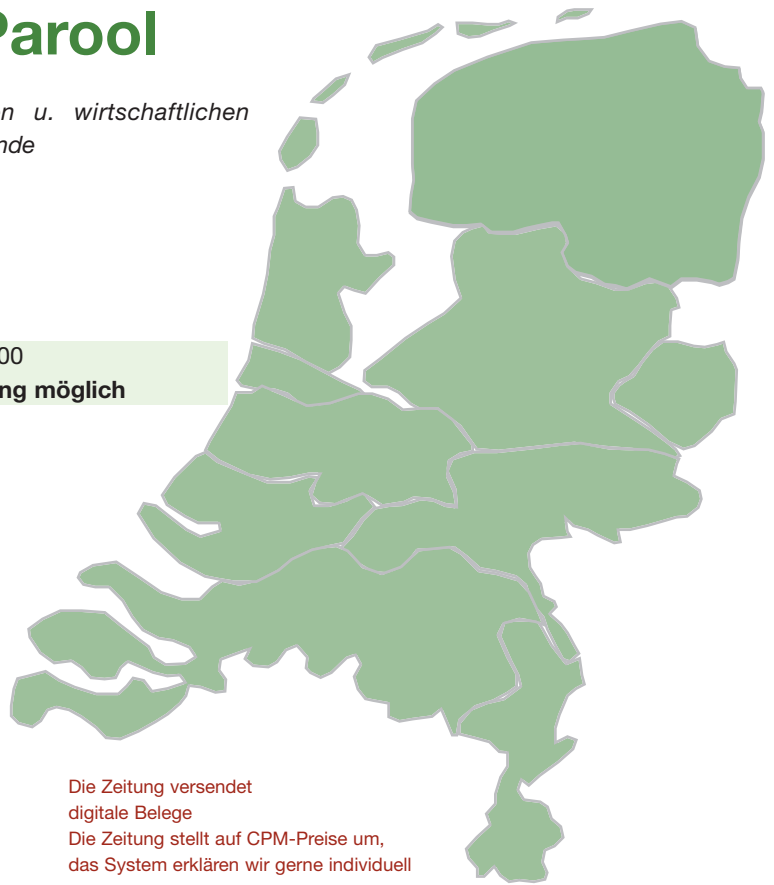 Parool
en u. wirtschaftlichen
nde
00
ng möglich
Die Zeitung versendet
digitale Belege
Die Zeitung stellt auf CPM-Preise um,
das System erklären wir gerne individuell